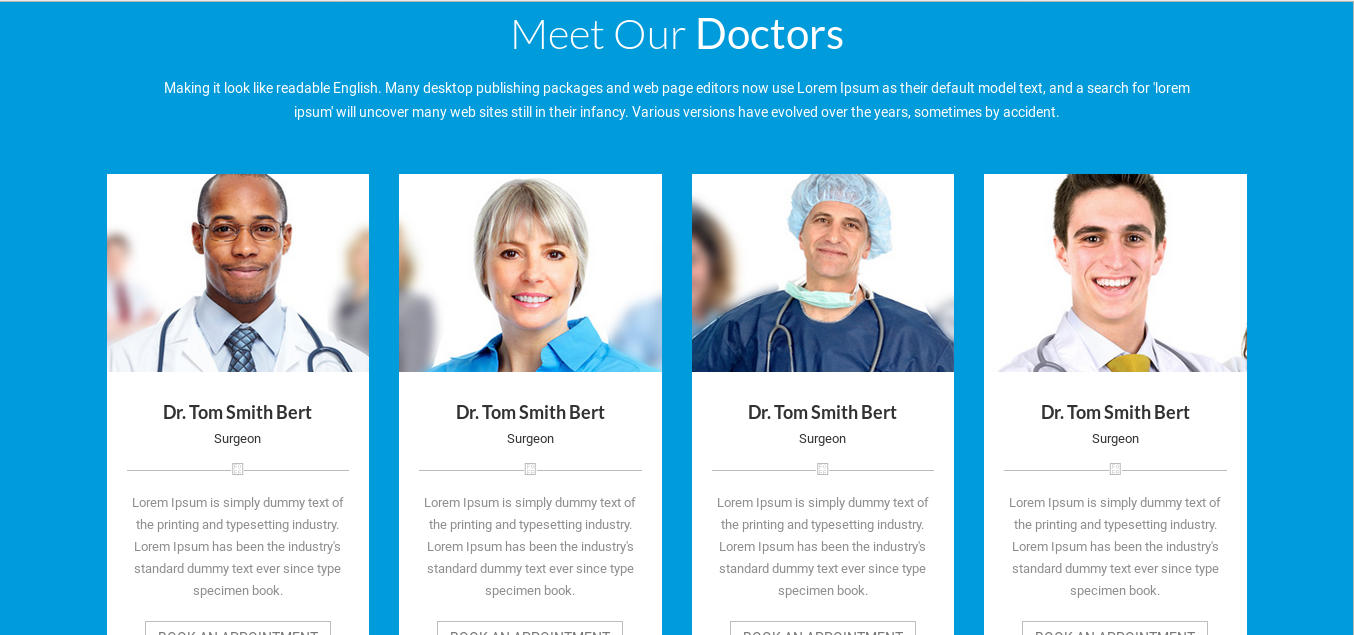 Meet Our Doctors
Making it look like readable English. Many desktop publishing packages and web page editors now use Lorem Ipsum as their default model text, and a search for 'lorem
ipsum' will uncover many web sites still in their infancy. Various versions have evolved over the years, sometimes by accident.
Dr. Tom Smith Bert
Surgeon
Lorem Ipsum is simply dummy text of
the printing and typesetting industry.
Lorem Ipsum has been the industry's
standard dummy text ever since type
specimen book.
BOOK AN APPOINTMENT
Dr. Tom Smith Bert
Surgeon
Lorem Ipsum is simply dummy text of
the printing and typesetting industry.
Lorem Ipsum has been the industry's
standard dummy text ever since type
specimen book.
BOOK AN APPOINTMENT
Dr. Tom Smith Bert
Surgeon
Lorem Ipsum is simply dummy text of
the printing and typesetting industry.
Lorem Ipsum has been the industry's
standard dummy text ever since type
specimen book.
BOOK AN APPOINTMENT
Dr. Tom Smith Bert
Surgeon
Lorem Ipsum is simply dummy text of
the printing and typesetting industry.
Lorem Ipsum has been the industry's
standard dummy text ever since type
specimen book.
BOOK AN APPOINTMENT